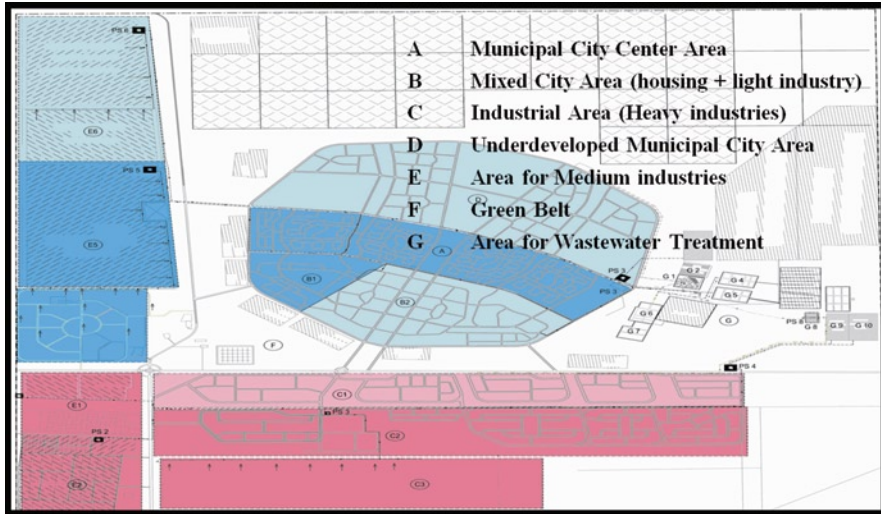 PS 6
A Municipal City Center Area
B Mixed City Area (housing + light industry)
C Industrial Area (Heavy industries)
D Underdeveloped Municipal City Area
E Area for Medium industries
F Green Belt
G Area for Wastewater Treatment
E6
PS 5
D
E5
A
B1
B2
PS 3
PS 3
G 1
G 2
G 4
G 5
G 6
G 7
G
PS 8
G 8
G 9
G 10
F
PS 4
E1
C1
PS 2
C2
C3